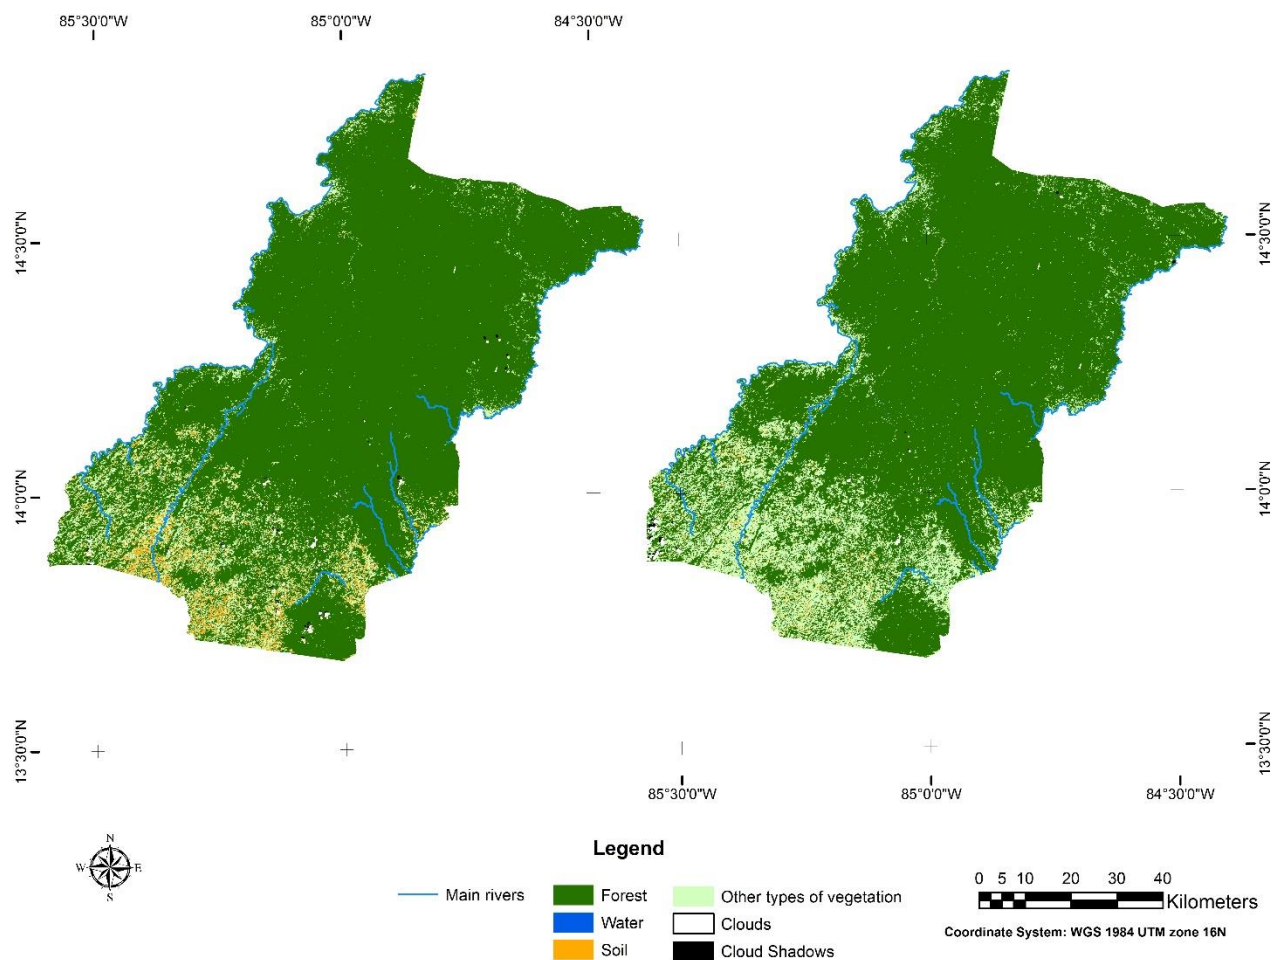 85°30'0"W 85°0'0"W 84°30'0"W
14°30'0"N
14°0'0"N
13°30'0"N
14°30'0"N
14°0'0"N
13°30'0"N
85°30'0"W 85°0'0"W 84°30'0"W
N
W E
S
Legend
Main rivers
Forest
Water
Soil
Other types of vegetation
Clouds
Cloud Shadows
0 5 10 20 30 40
Kilometers
Coordinate System: WGS 1984 UTM zone 16N